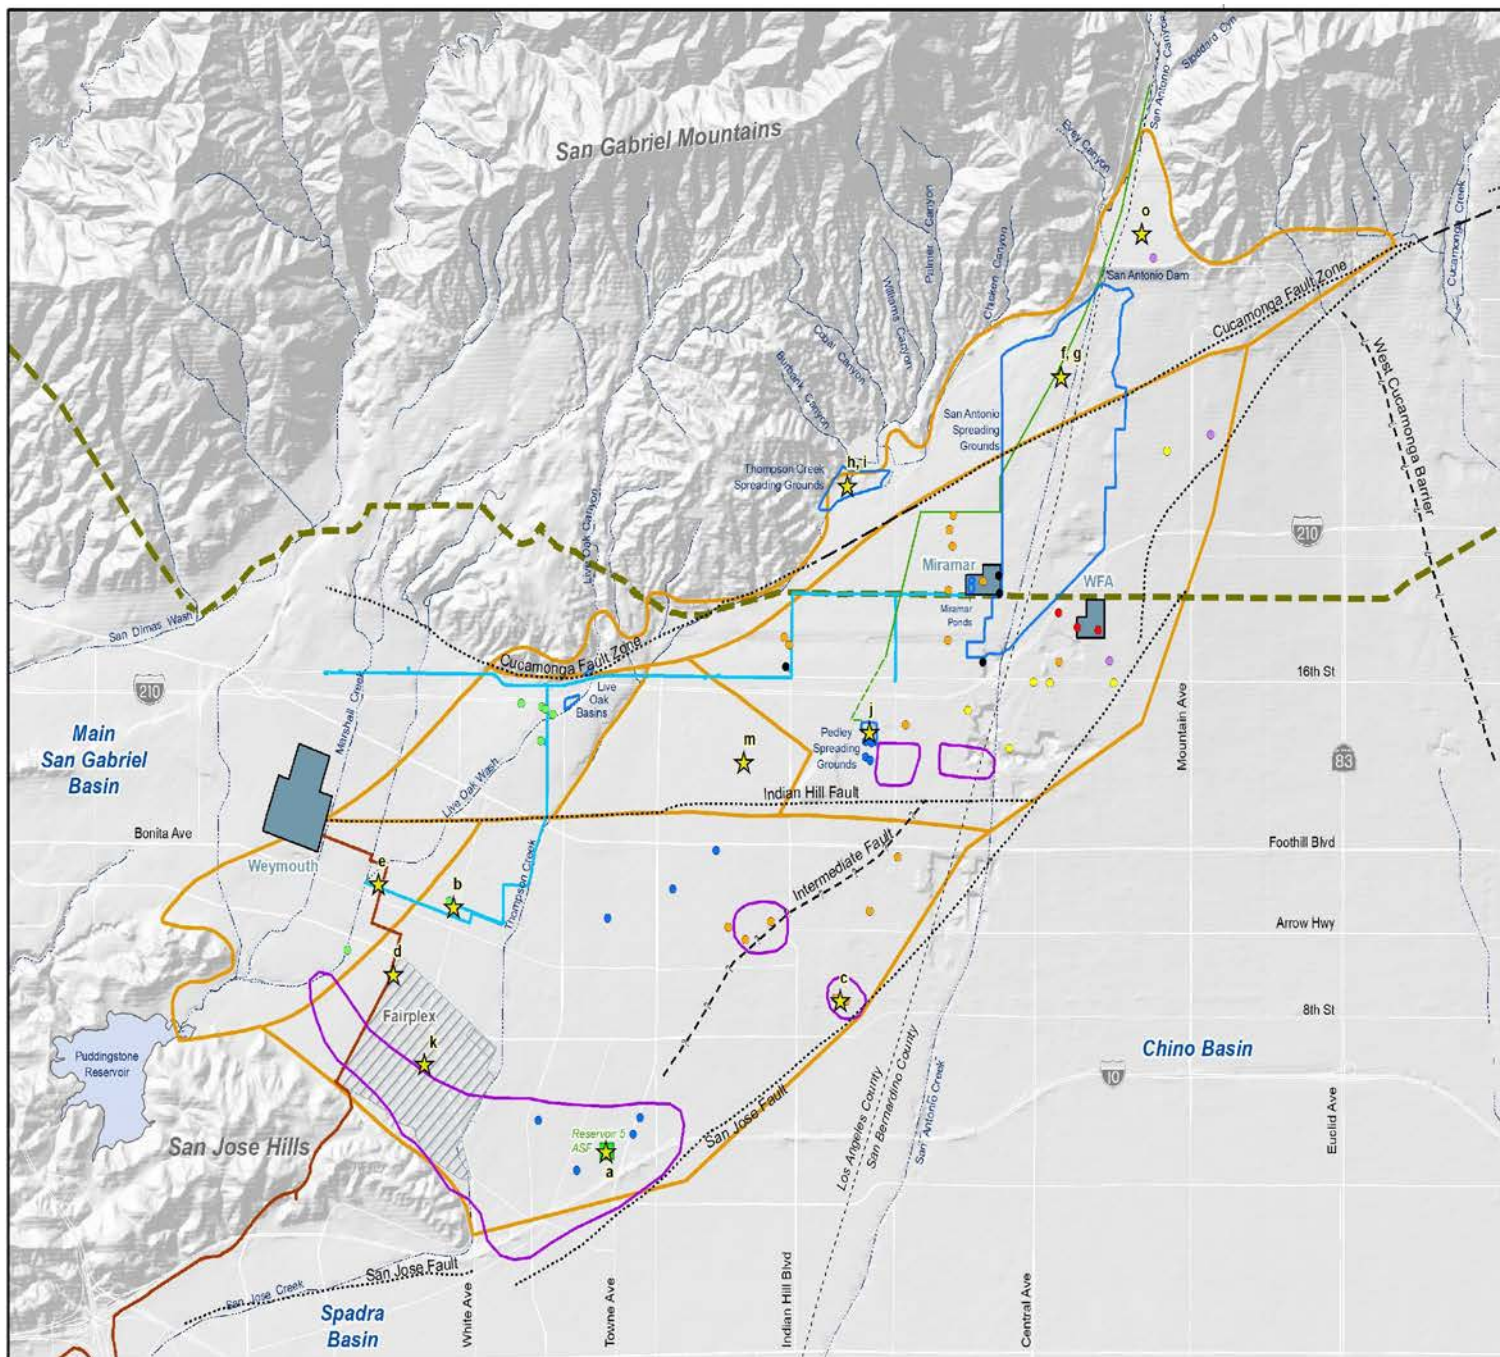 San Antonio Canyon
Stoddard Cyn
San Gabriel Mountains
Evey Canyon
Palmer Canyon
Chicken Canyon
Cucamonga Creek
Williams Canyon
Cobal Canyon
Burbank Canyon
o
San Antonio Dam
Cucamonga Fault Zone
West Cucamonga Barrier
f, g
San Antonio
Spreading
Grounds
h, i
Thompson Creek
Spreading Grounds
Live Oak Canyon
210
Miramar
WFA
Miramar
Ponds
San Dimas Wash
Cucamonga Fault Zone
16th St
210
Live
Oak
Basins
Marshall Creek
Mountain Ave
Main
San Gabriel
Basin
j
Pedley
Spreading
Grounds
m
83
Live Oak Wash
Indian Hill Fault
Bonita Ave
Foothill Blvd
Weymouth
e
b
Thompson Creek
Intermediate Fault
Arrow Hwy
d
c
8th St
Fairplex
k
Puddingstone
Reservoir
Chino Basin
10
San Jose Hills
Reservoir 5
ASF
a
San Jose Fault
Los Angeles County
San Bernardino County
San Antonio Creek
Euclid Ave
San Jose Fault
San Jose Creek
Spadra
Basin
White Ave
Towne Ave
Indian Hill Blvd
Central Ave